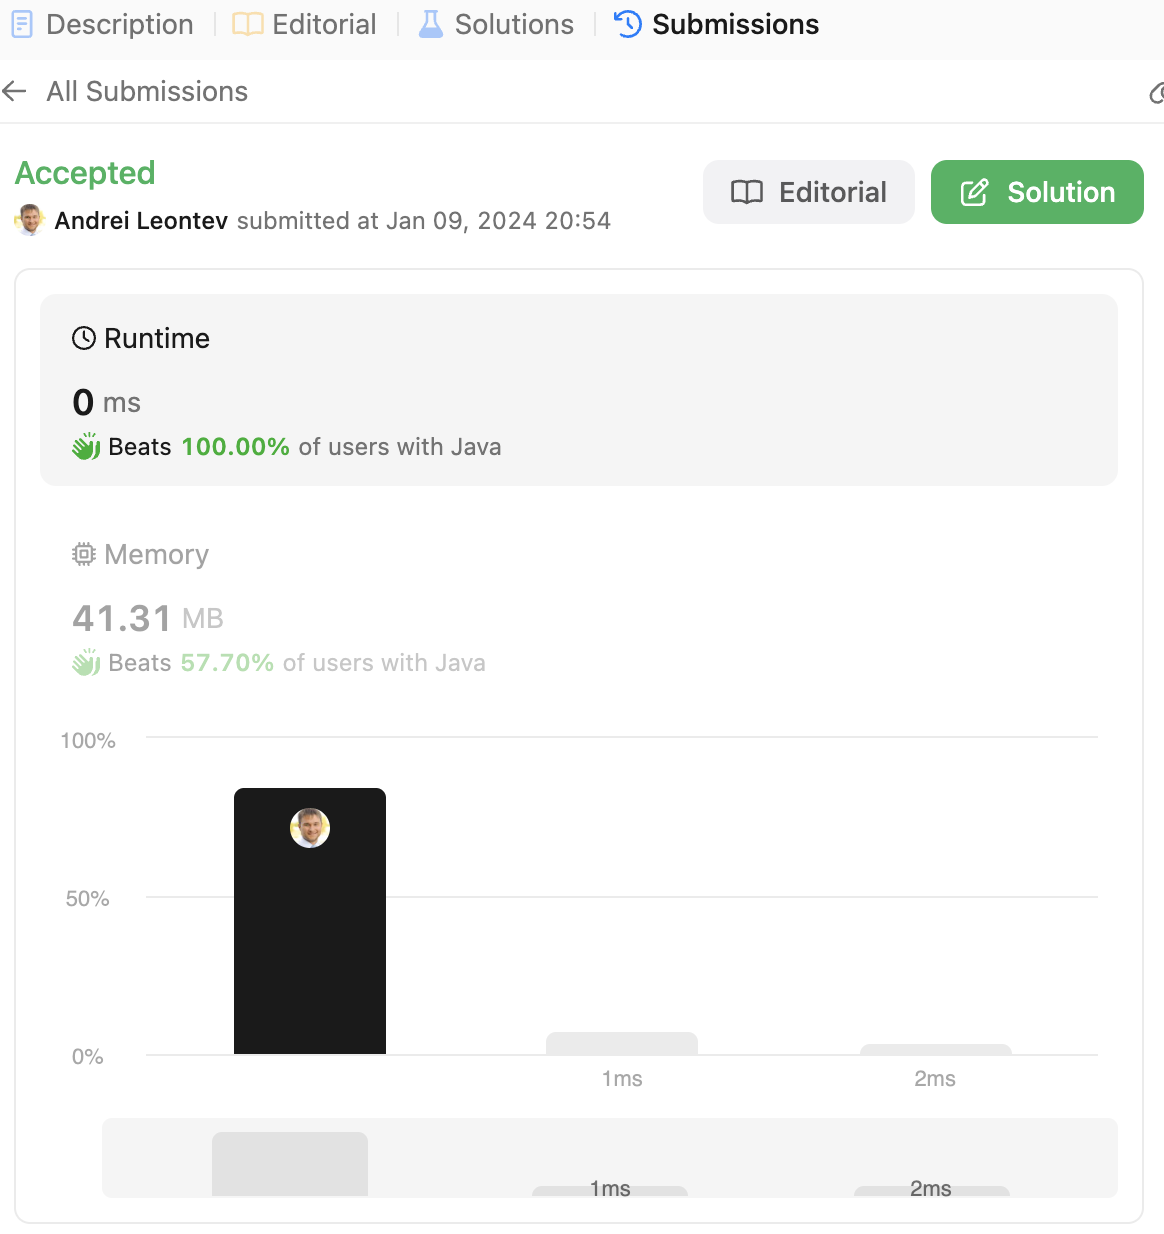 Description Editorial Solutions Submissions
All Submissions
Accepted
Andrei Leontev submitted at Jan 09, 2024 20:54
Editorial
Solution
Runtime
0 ms
Beats 100.00% of users with Java
Memory
41.31 MB
Beats 57.70% of users with Java
100%
50%
0%
1ms 2ms
1ms 2ms